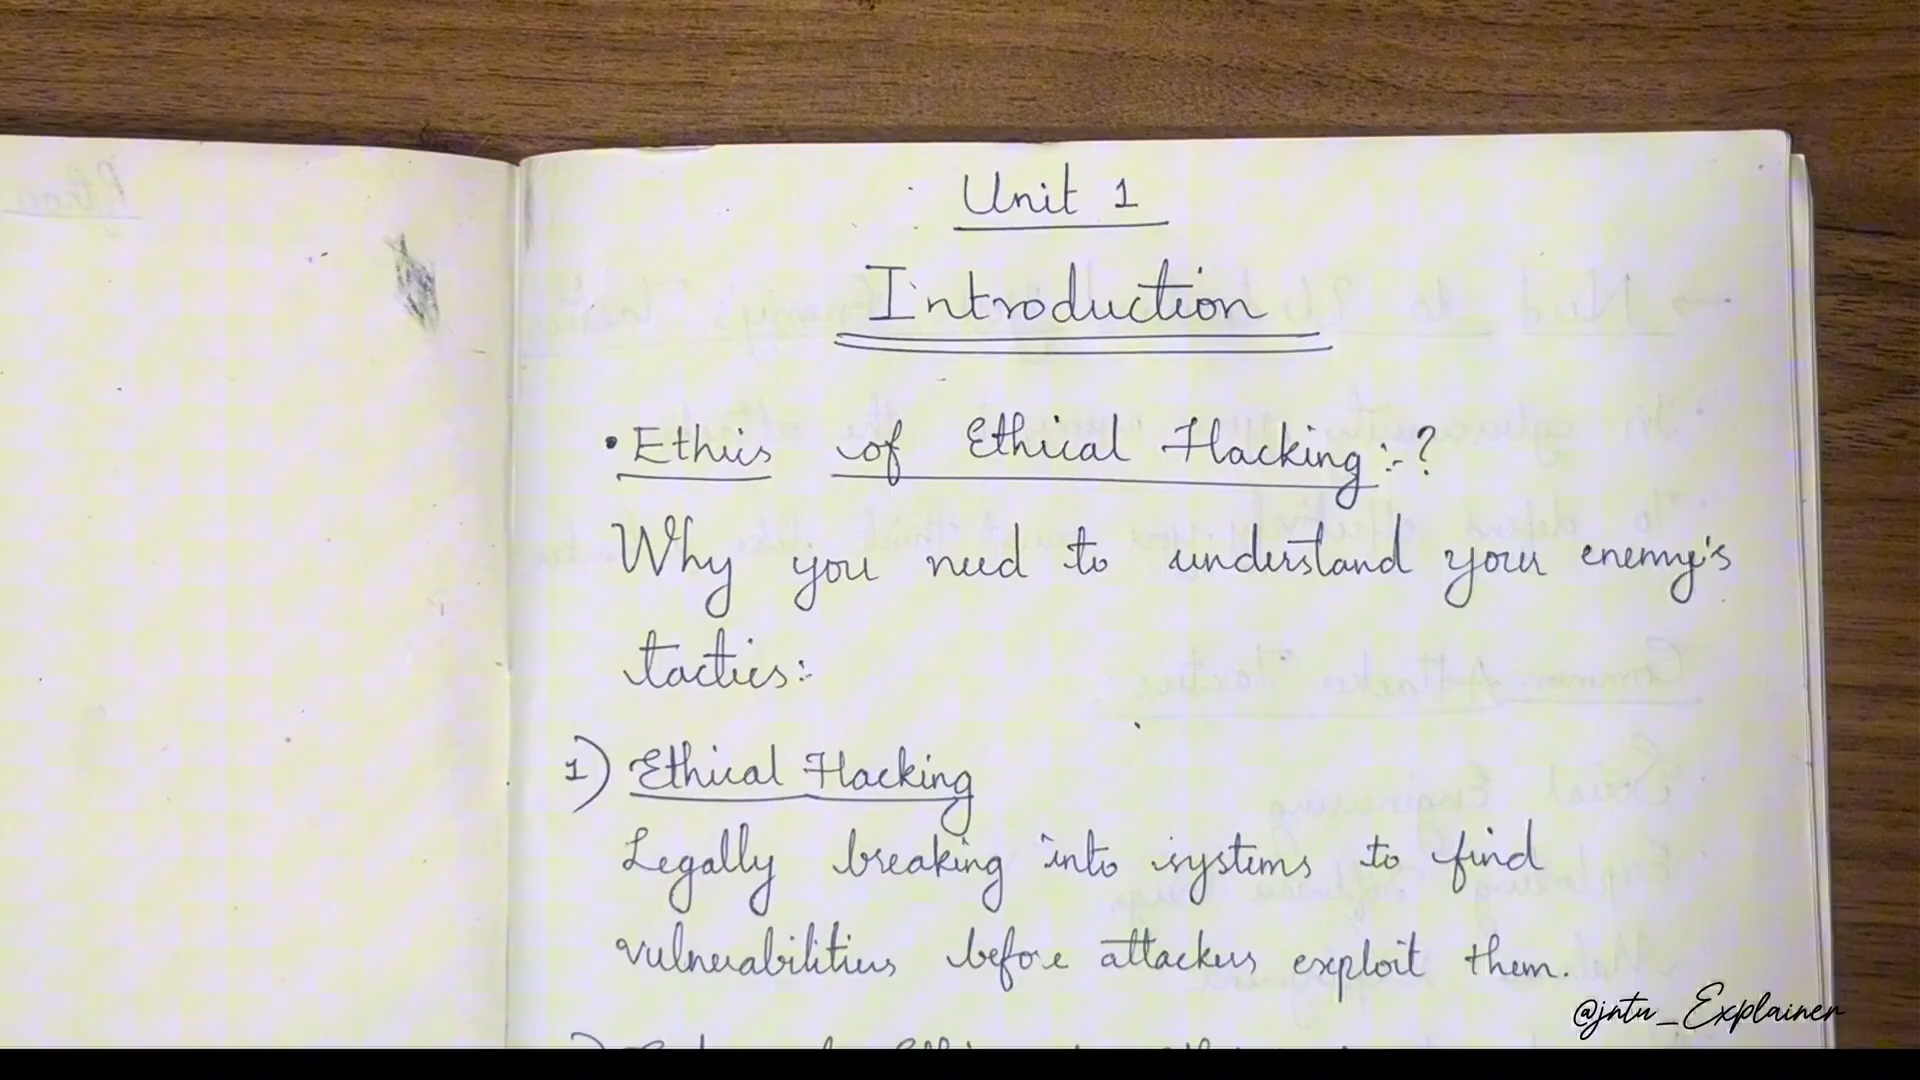 Unit 1
Introduction
• Ethics of Ethical Hacking :- ?
Why you need to understand your enemy's
tactics :-
1) Ethical Hacking
Legally breaking into systems to find
vulnerabilities before attackers exploit them.
@jntu_Explainer